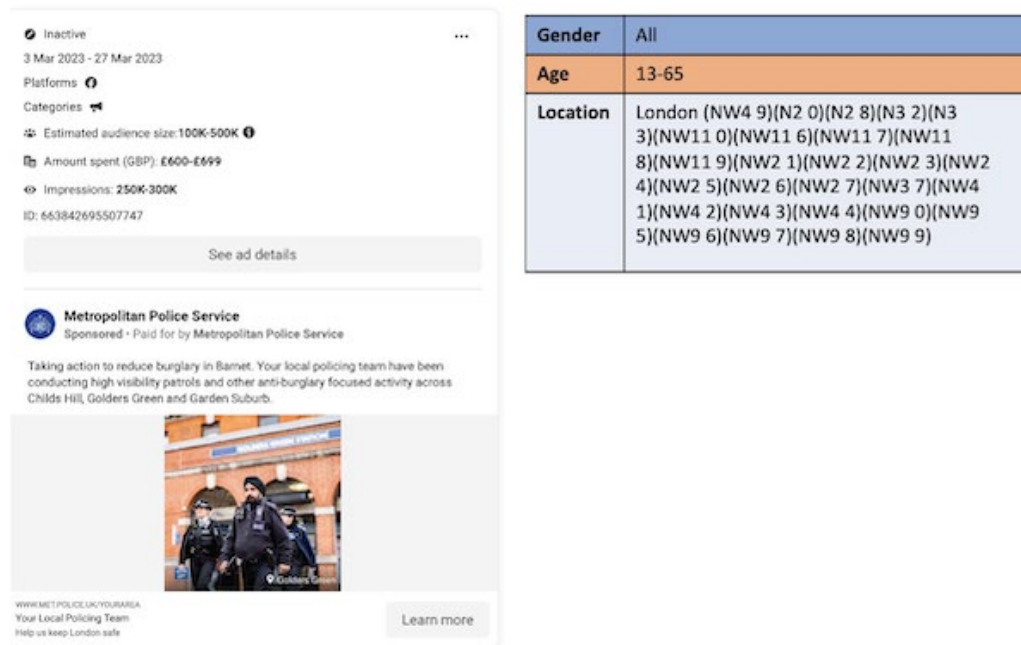 Inactive
...
3 Mar 2023 - 27 Mar 2023
Platforms
Categories
Estimated audience size:100K-500K
Amount spent (GBP): £600-£699
Impressions: 250K-300K
ID: 663842695507747
See ad details
Metropolitan Police Service
Sponsored • Paid for by Metropolitan Police Service
Taking action to reduce burglary in Barnet. Your local policing team have been
conducting high visibility patrols and other anti-burglary focused activity across
Childs Hill, Golders Green and Garden Suburb.
GOLDERS GREEN STATION
Golders Green
WWW.MET.POLICE.UK/YOURAREA
Your Local Policing Team
Help us keep London safe
Learn more
Gender All
Age 13-65
Location London (NW4 9)(N2 0)(N2 8)(N3 2)(N3
3)(NW11 0)(NW11 6)(NW11 7)(NW11
8)(NW11 9)(NW2 1)(NW2 2)(NW2 3)(NW2
4)(NW2 5)(NW2 6)(NW2 7)(NW3 7)(NW4
1)(NW4 2)(NW4 3)(NW4 4)(NW9 0)(NW9
5)(NW9 6)(NW9 7)(NW9 8)(NW9 9)